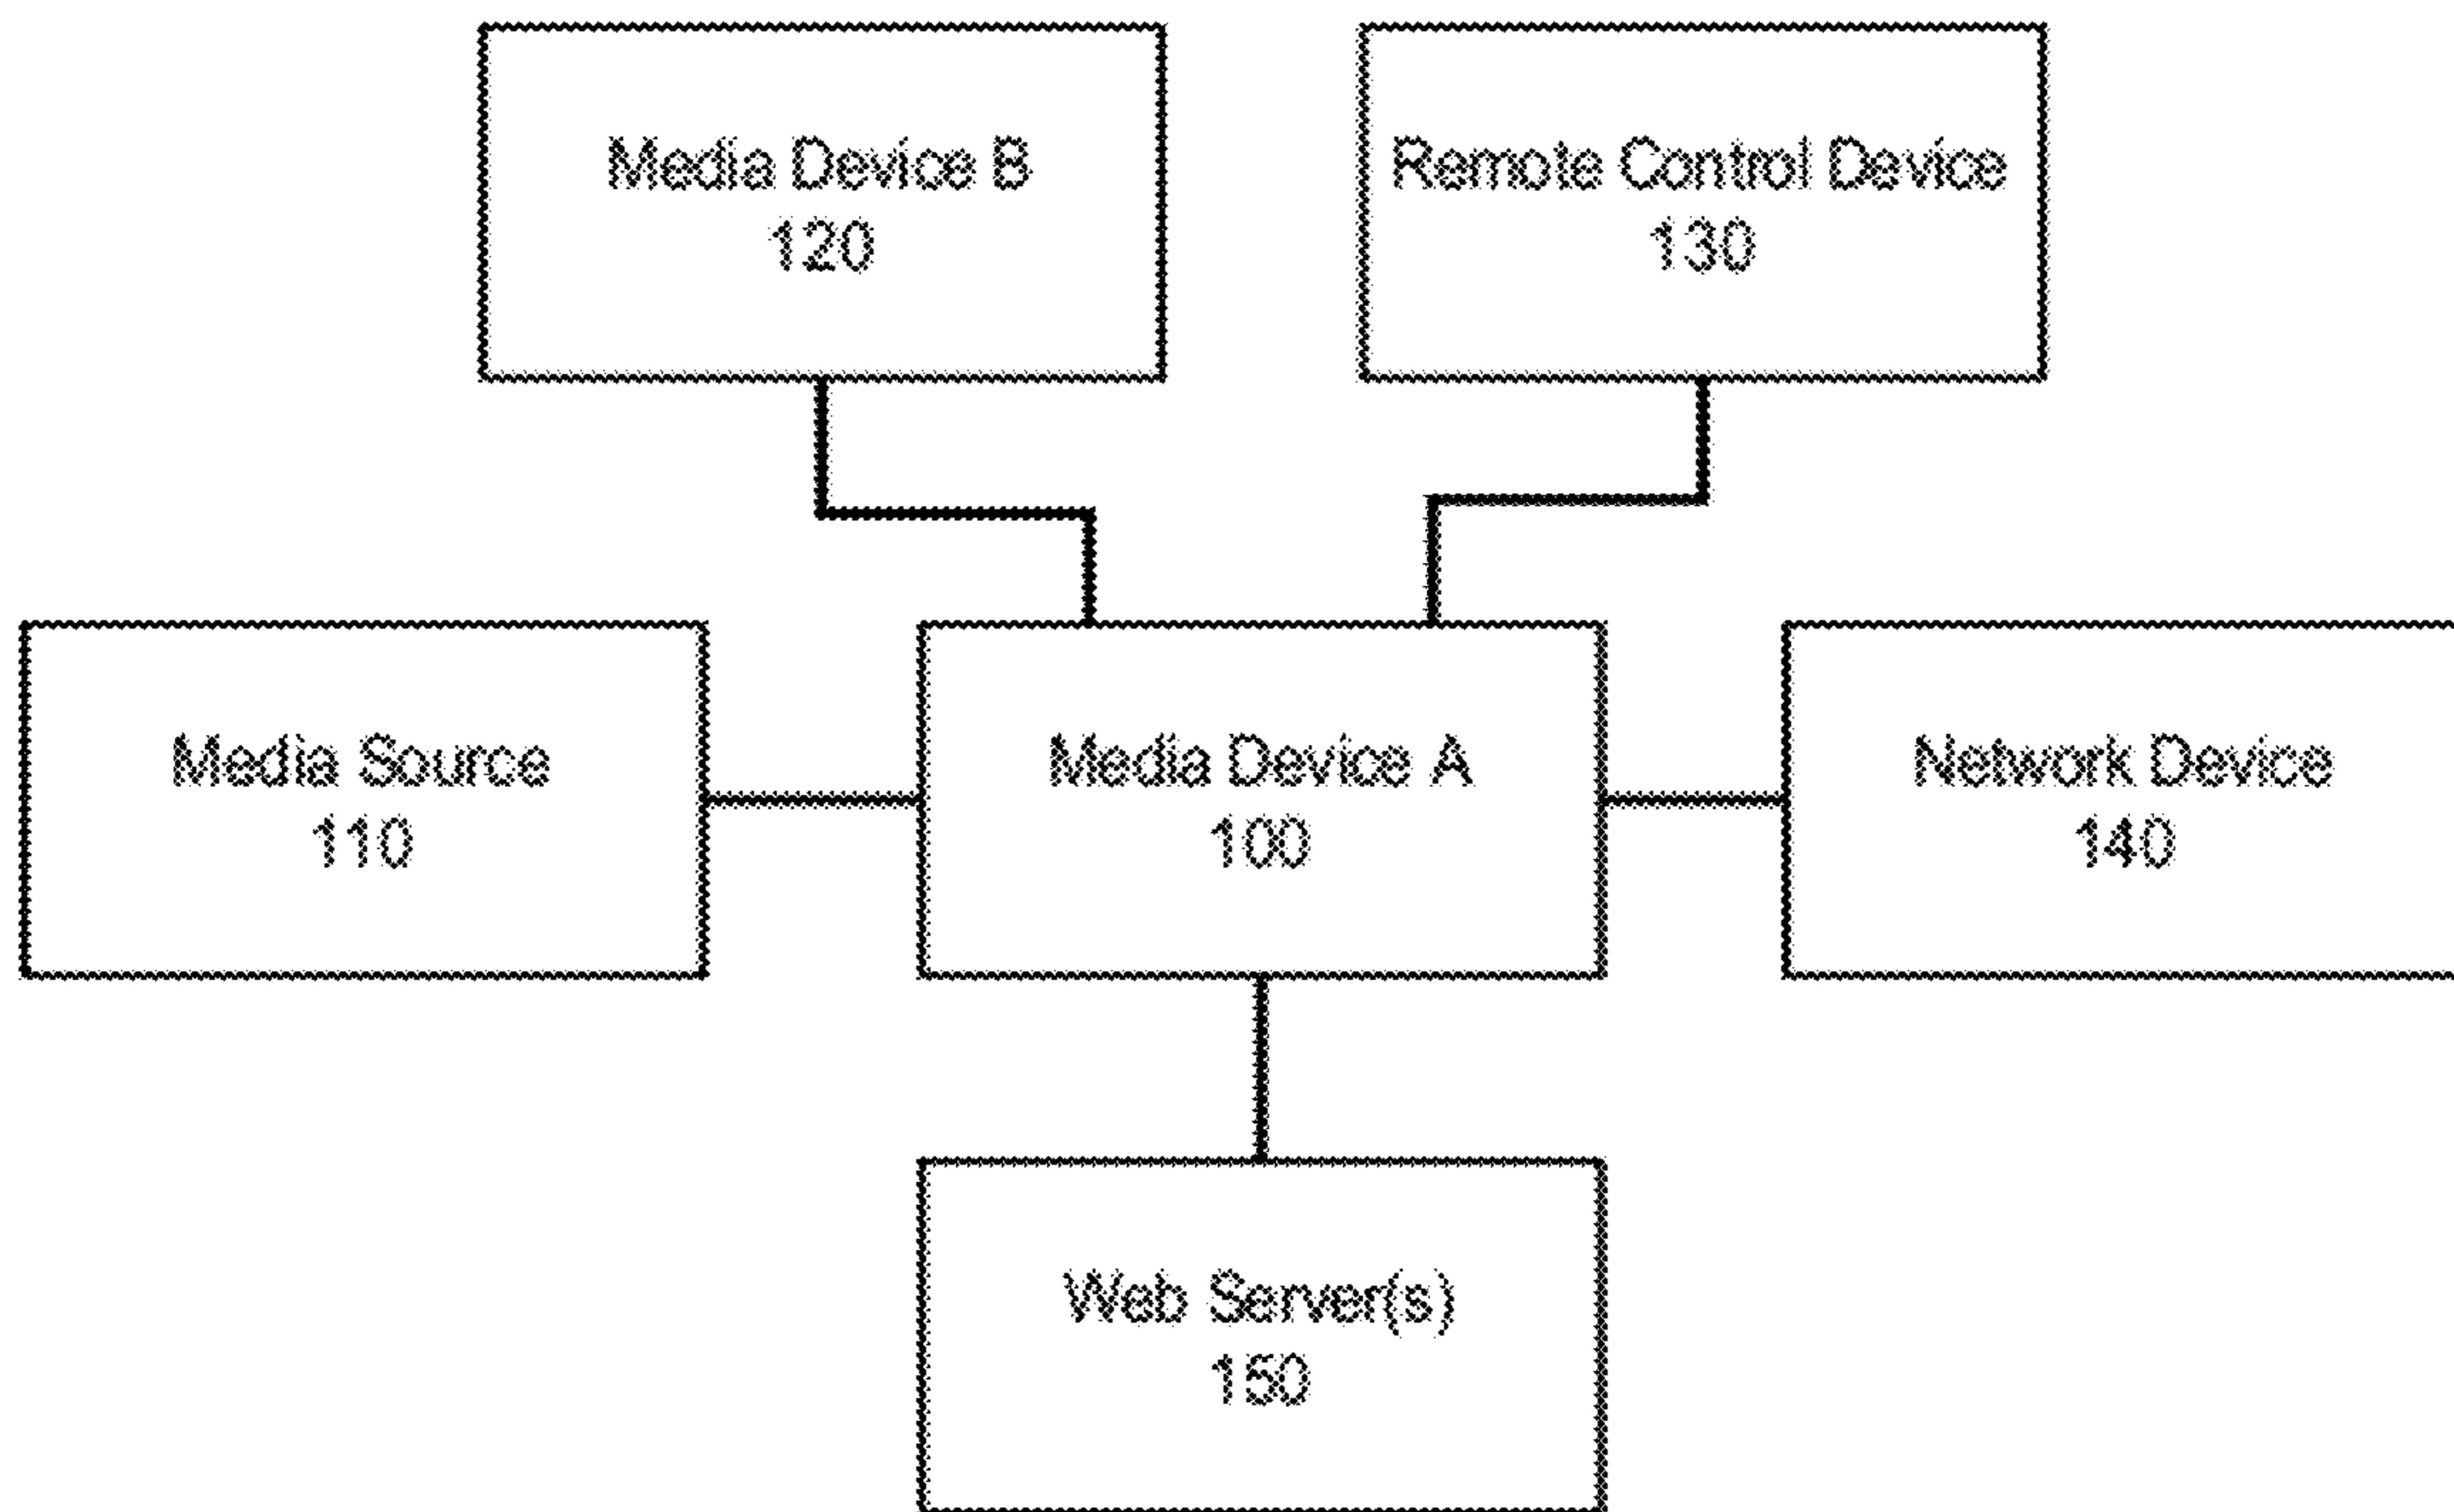 Media Device B
120
Remote Control Device
130
Media Source
110
Media Device A
100
Network Device
140
Web Server(s)
150